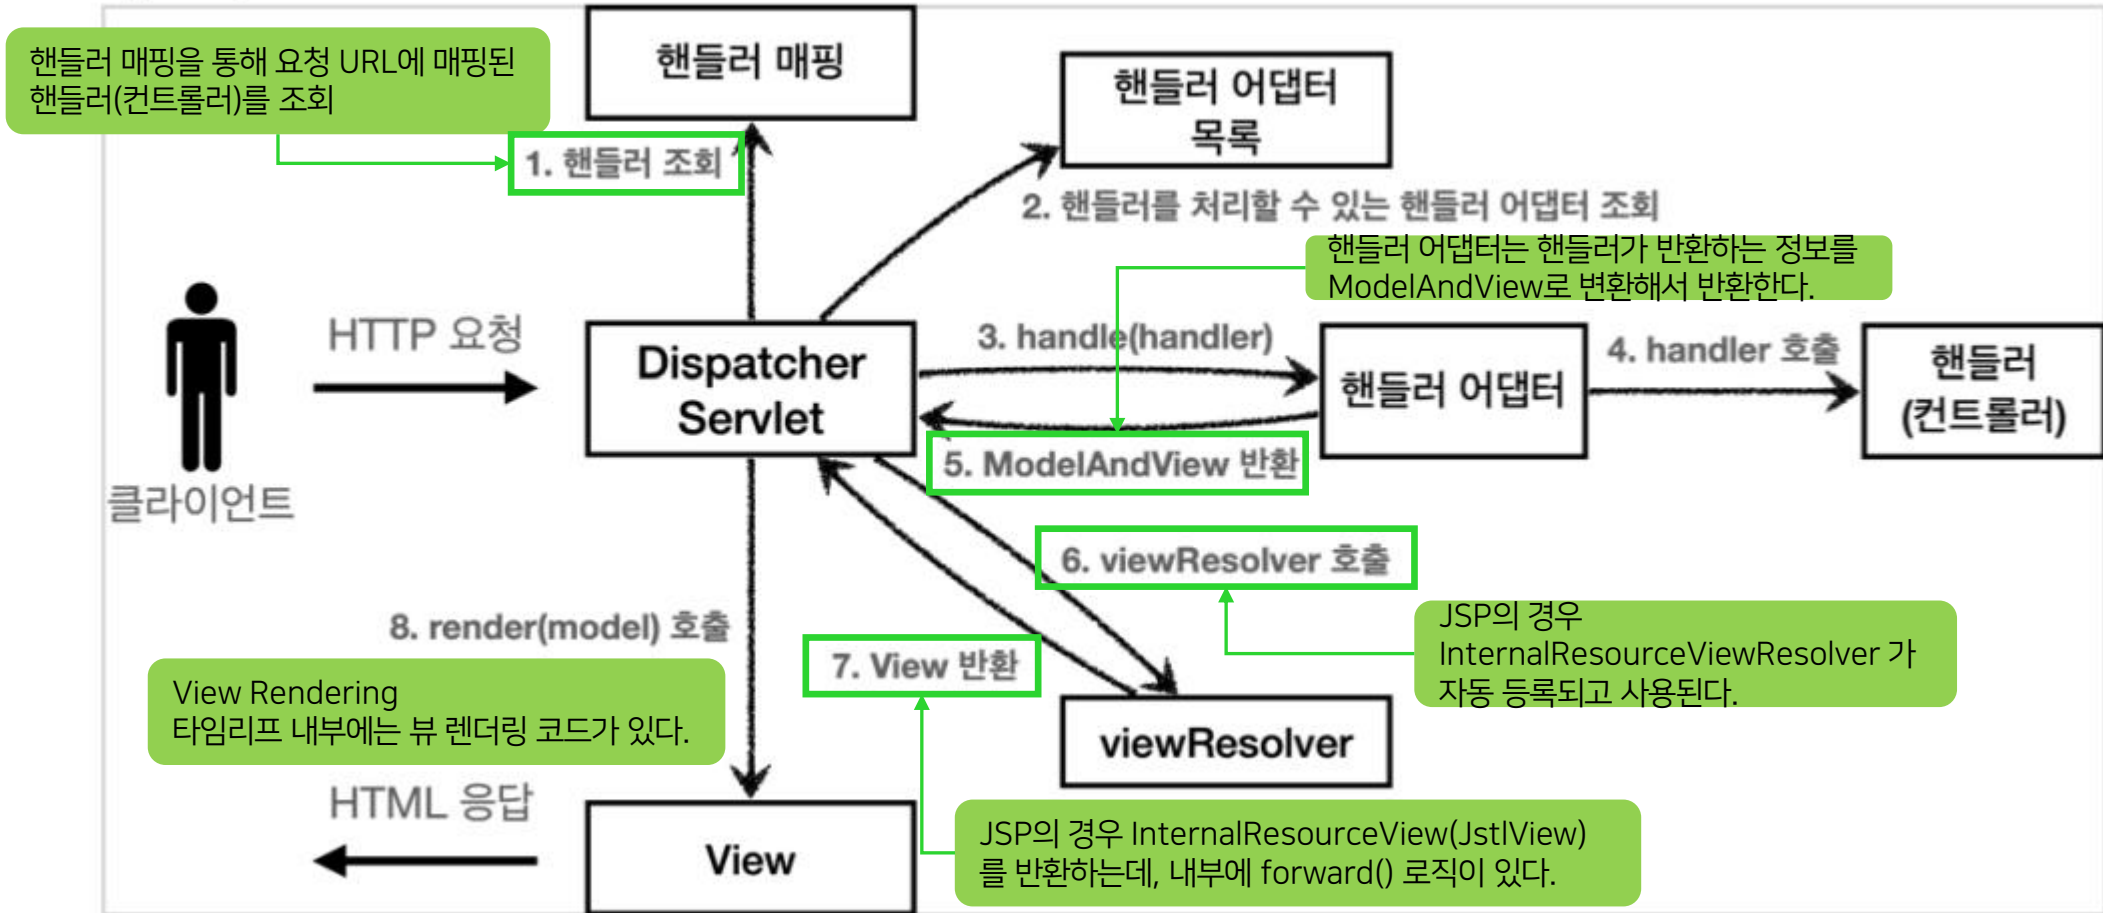 핸들러 매핑을 통해 요청 URL에 매핑된
핸들러(컨트롤러)를 조회
핸들러 매핑
핸들러 어댑터
목록
1. 핸들러 조회
2. 핸들러를 처리할 수 있는 핸들러 어댑터 조회
핸들러 어댑터는 핸들러가 반환하는 정보를
ModelAndView로 변환해서 반환한다.
HTTP 요청
클라이언트
Dispatcher
Servlet
3. handle(handler)
핸들러 어댑터
4. handler 호출
핸들러
(컨트롤러)
5. ModelAndView 반환
6. viewResolver 호출
JSP의 경우
InternalResourceViewResolver 가
자동 등록되고 사용된다.
8. render(model) 호출
7. View 반환
View Rendering
타임리프 내부에는 뷰 렌더링 코드가 있다.
viewResolver
HTML 응답
View
JSP의 경우 InternalResourceView(JstlView)
를 반환하는데, 내부에 forward() 로직이 있다.